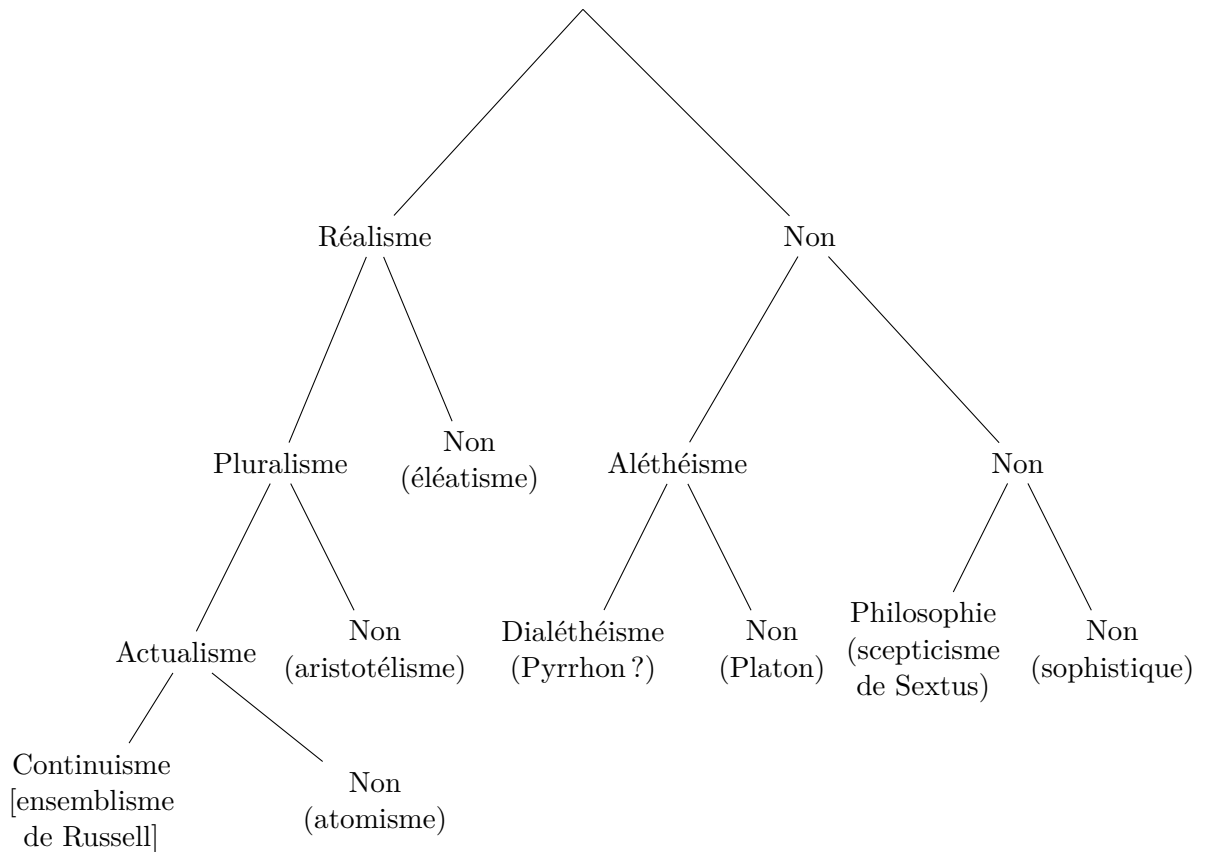 Réalisme
Non
Pluralisme
Non
(éléatisme)
Aléthéisme
Non
Actualisme
Non
(aristotélisme)
Dialéthéisme
(Pyrrhon ?)
Non
(Platon)
Philosophie
(scepticisme
de Sextus)
Non
(sophistique)
Continuisme
[ensemblisme
de Russell]
Non
(atomisme)